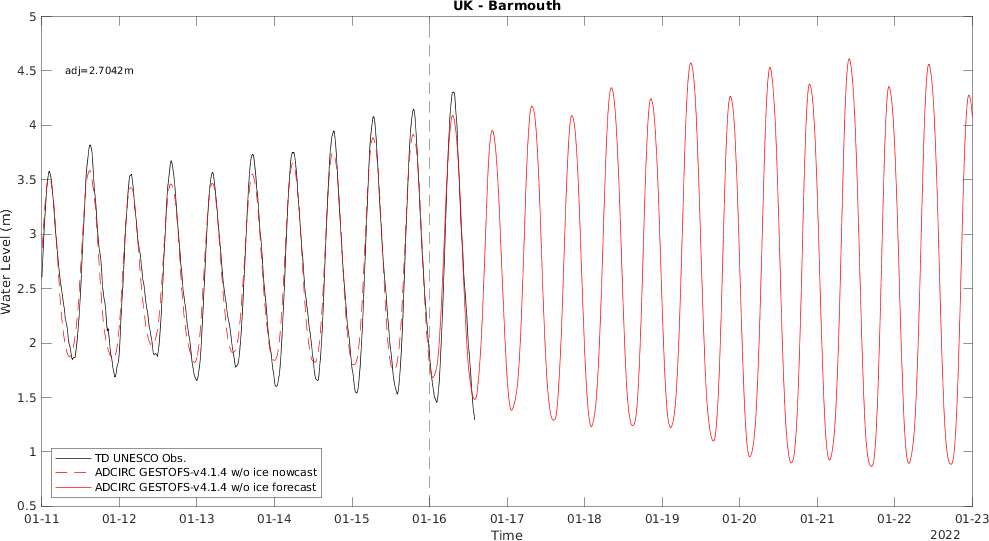 UK - Barmouth
5
4.5
4
3.5
3
2.5
2
1.5
1
0.5
Water Level (m)
adj=2.7042m
TD UNESCO Obs.
ADCIRC GESTOFS-v4.1.4 w/o ice nowcast
ADCIRC GESTOFS-v4.1.4 w/o ice forecast
01-11 01-12 01-13 01-14 01-15 01-16 01-17 01-18 01-19 01-20 01-21 01-22 01-23
Time
2022